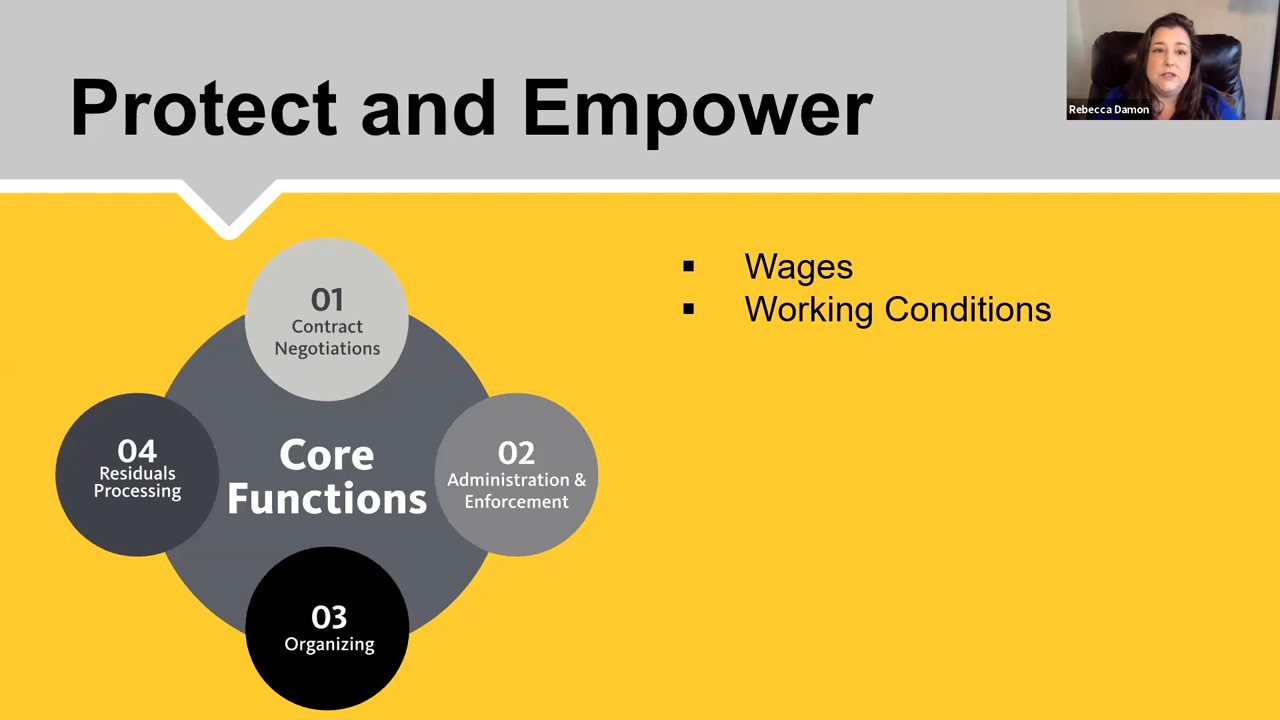 Protect and Empower
Rebecca Damon
01
Contract
Negotiations
Wages
Working Conditions
04
Residuals
Processing
Core
Functions
02
Administration &
Enforcement
03
Organizing